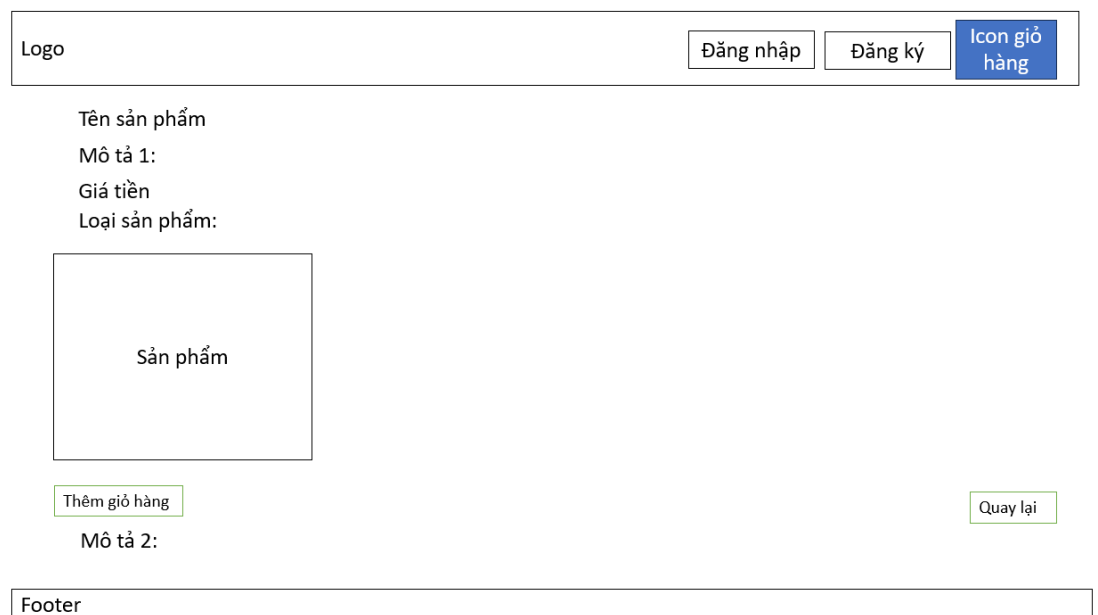 Logo
Đăng nhập
Đăng ký
Icon giỏ
hàng
Tên sản phẩm
Mô tả 1:
Giá tiền
Loại sản phẩm:
Sản phẩm
Thêm giỏ hàng
Quay lại
Mô tả 2:
Footer